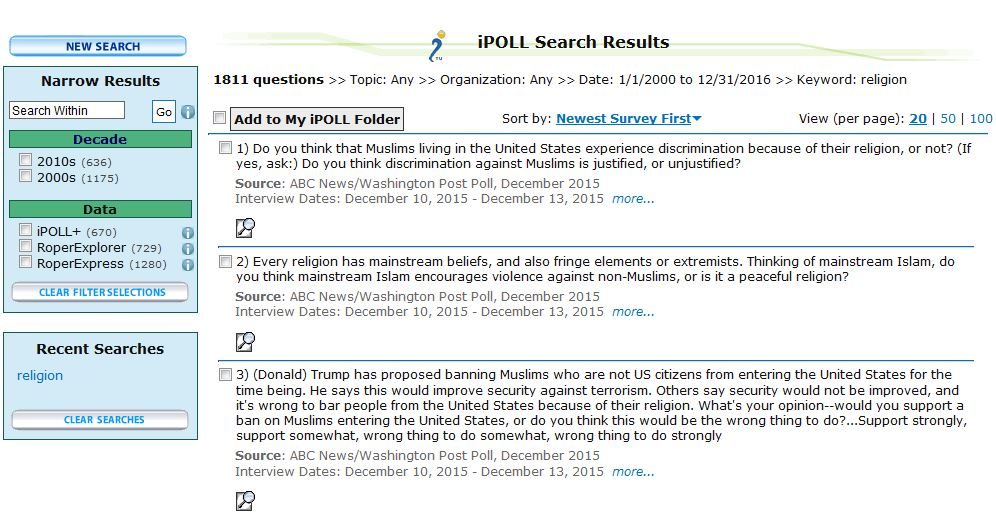 NEW SEARCH
Narrow Results
Search Within Go
Decade
2010s (636)
2000s (1175)
Data
iPOLL+ (670)
RoperExplorer (729)
RoperExpress (1280)
CLEAR FILTER SELECTIONS
Recent Searches
religion
CLEAR SEARCHES
TM
iPOLL Search Results
1811 questions >> Topic: Any >> Organization: Any >> Date: 1/1/2000 to 12/31/2016 >> Keyword: religion
Add to My iPOLL Folder Sort by: Newest Survey First View (per page): 20 | 50 | 100
1) Do you think that Muslims living in the United States experience discrimination because of their religion, or not? (If
yes, ask:) Do you think discrimination against Muslims is justified, or unjustified?
Source: ABC News/Washington Post Poll, December 2015
Interview Dates: December 10, 2015 - December 13, 2015 more...
2) Every religion has mainstream beliefs, and also fringe elements or extremists. Thinking of mainstream Islam, do
you think mainstream Islam encourages violence against non-Muslims, or is it a peaceful religion?
Source: ABC News/Washington Post Poll, December 2015
Interview Dates: December 10, 2015 - December 13, 2015 more...
3) (Donald) Trump has proposed banning Muslims who are not US citizens from entering the United States for the
time being. He says this would improve security against terrorism. Others say security would not be improved, and
it's wrong to bar people from the United States because of their religion. What's your opinion--would you support a
ban on Muslims entering the United States, or do you think this would be the wrong thing to do?...Support strongly,
support somewhat, wrong thing to do somewhat, wrong thing to do strongly
Source: ABC News/Washington Post Poll, December 2015
Interview Dates: December 10, 2015 - December 13, 2015 more...